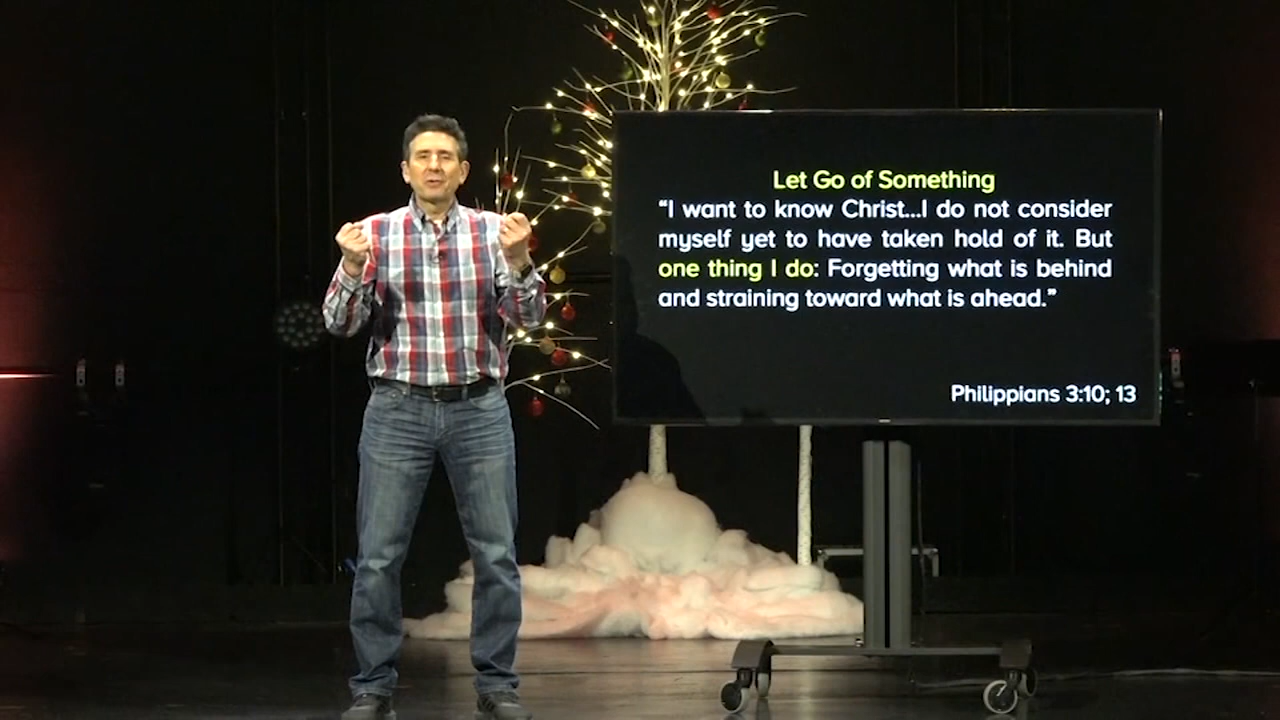 Let Go of Something
“I want to know Christ...I do not consider
myself yet to have taken hold of it. But
one thing I do: Forgetting what is behind
and straining toward what is ahead.”
Philippians 3:10; 13